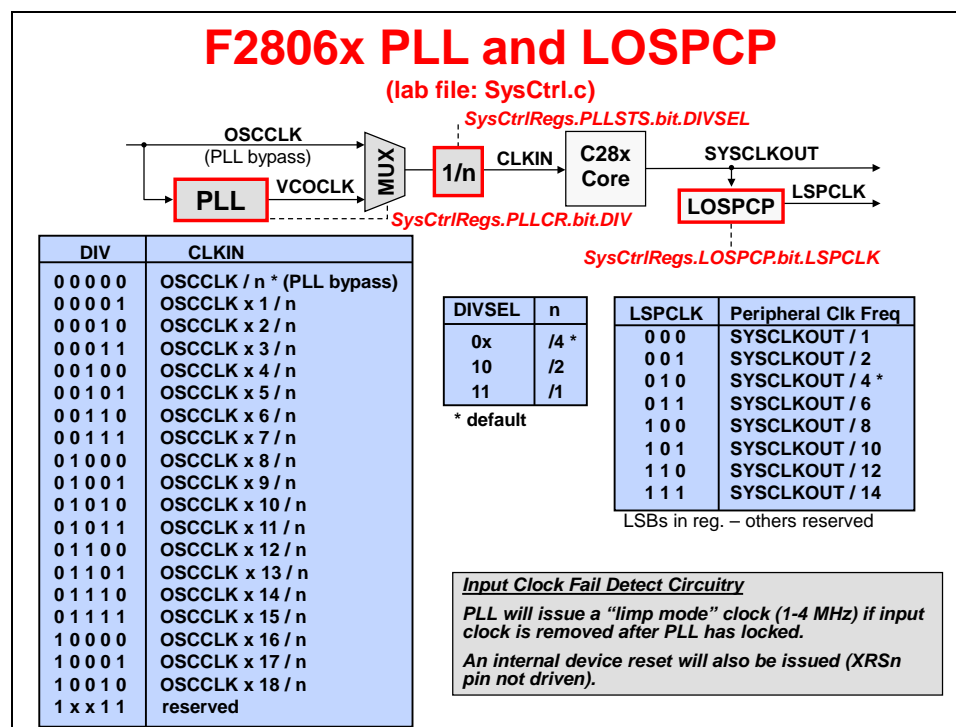 F2806x PLL and LOSPCP
(lab file: SysCtrl.c)
SysCtrlRegs.PLLSTS.bit.DIVSEL
OSCCLK
(PLL bypass)
PLL
VCOCLK
MUX
1/n
CLKIN
C28x
Core
SYSCLKOUT
LOSPCP
LSPCLK
SysCtrlRegs.PLLCR.bit.DIV
SysCtrlRegs.LOSPCP.bit.LSPCLK
DIV CLKIN
0 0 0 0 0 OSCCLK / n * (PLL bypass)
0 0 0 0 1 OSCCLK x 1 / n
0 0 0 1 0 OSCCLK x 2 / n
0 0 0 1 1 OSCCLK x 3 / n
0 0 1 0 0 OSCCLK x 4 / n
0 0 1 0 1 OSCCLK x 5 / n
0 0 1 1 0 OSCCLK x 6 / n
0 0 1 1 1 OSCCLK x 7 / n
0 1 0 0 0 OSCCLK x 8 / n
0 1 0 0 1 OSCCLK x 9 / n
0 1 0 1 0 OSCCLK x 10 / n
0 1 0 1 1 OSCCLK x 11 / n
0 1 1 0 0 OSCCLK x 12 / n
0 1 1 0 1 OSCCLK x 13 / n
0 1 1 1 0 OSCCLK x 14 / n
0 1 1 1 1 OSCCLK x 15 / n
1 0 0 0 0 OSCCLK x 16 / n
1 0 0 0 1 OSCCLK x 17 / n
1 0 0 1 0 OSCCLK x 18 / n
1 x x 1 1 reserved
DIVSEL n
0x /4 *
10 /2
11 /1
* default
LSPCLK Peripheral Clk Freq
0 0 0 SYSCLKOUT / 1
0 0 1 SYSCLKOUT / 2
0 1 0 SYSCLKOUT / 4 *
0 1 1 SYSCLKOUT / 6
1 0 0 SYSCLKOUT / 8
1 0 1 SYSCLKOUT / 10
1 1 0 SYSCLKOUT / 12
1 1 1 SYSCLKOUT / 14
LSBs in reg. – others reserved
Input Clock Fail Detect Circuitry
PLL will issue a “limp mode” clock (1-4 MHz) if input
clock is removed after PLL has locked.
An internal device reset will also be issued (XRSn
pin not driven).